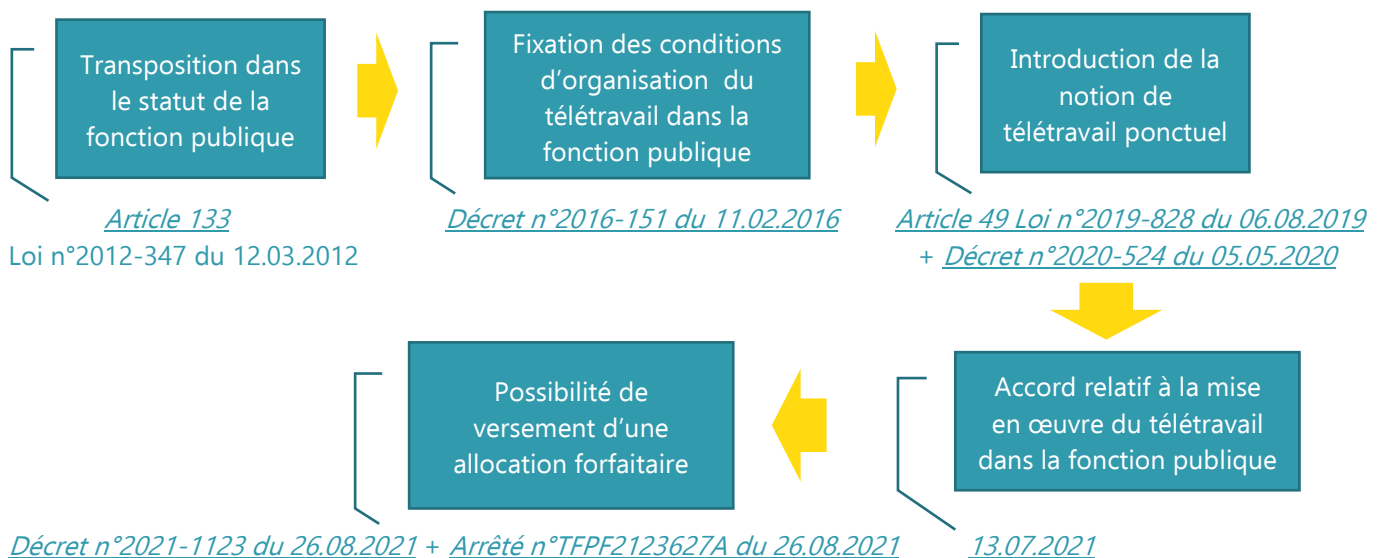 Transposition dans
le statut de la
fonction publique
Article 133
Loi n°2012-347 du 12.03.2012
Fixation des conditions
d’organisation du
télétravail dans la
fonction publique
Décret n°2016-151 du 11.02.2016
Introduction de la
notion de
télétravail ponctuel
Article 49 Loi n°2019-828 du 06.08.2019
+ Décret n°2020-524 du 05.05.2020
Accord relatif à la mise
en œuvre du télétravail
dans la fonction publique
13.07.2021
Possibilité de
versement d’une
allocation forfaitaire
Décret n°2021-1123 du 26.08.2021 + Arrêté n°TFPF2123627A du 26.08.2021